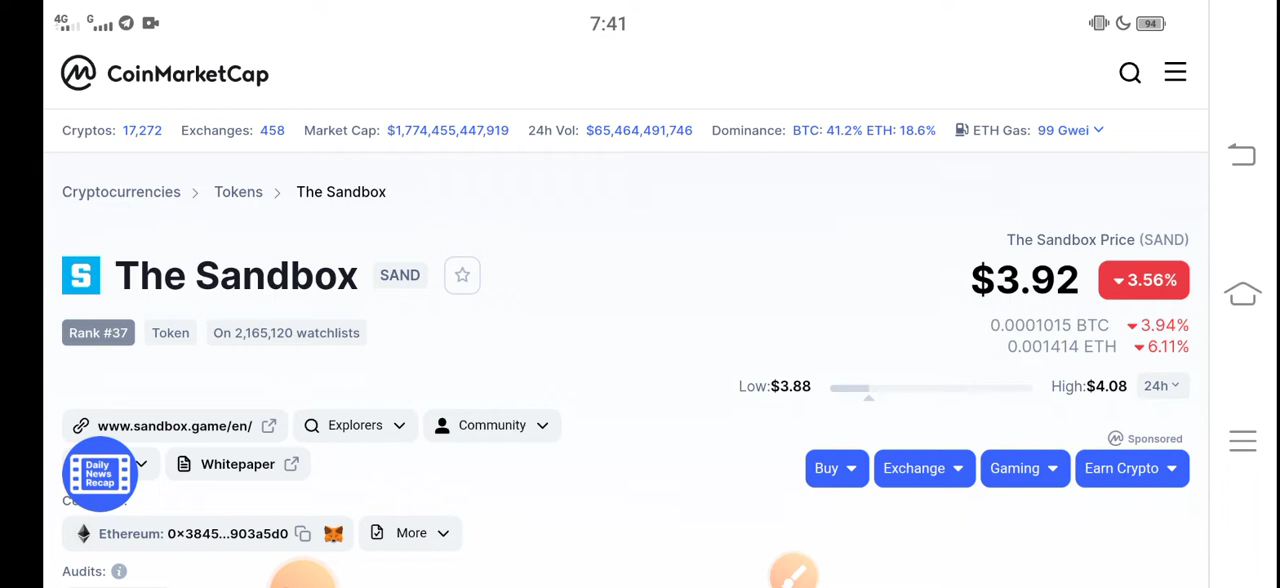 4G G 7:41 94
CoinMarketCap
Cryptos: 17,272 Exchanges: 458 Market Cap: $1,774,455,447,919 24h Vol: $65,464,491,746 Dominance: BTC: 41.2% ETH: 18.6% ETH Gas: 99 Gwei
Cryptocurrencies > Tokens > The Sandbox
The Sandbox Price (SAND)
S The Sandbox SAND $3.92 3.56%
Rank #37 Token On 2,165,120 watchlists 0.0001015 BTC 3.94%
0.001414 ETH 6.11%
Low:$3.88 High:$4.08 24h
www.sandbox.game/en/ Explorers Community
Sponsored
Daily
News
Recap
Whitepaper Buy Exchange Gaming Earn Crypto
Ethereum: 0x3845...903a5d0 More
Audits: